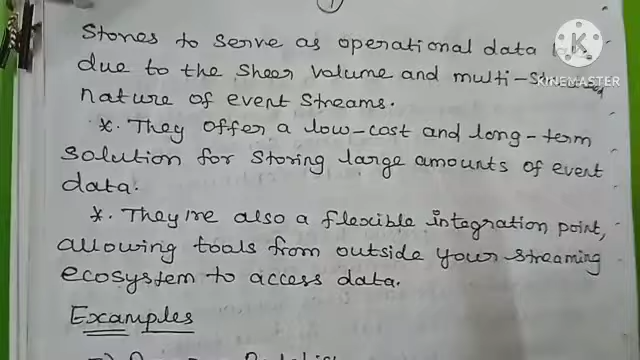 Stores to serve as operational data
due to the sheer volume and multi-structured
nature of event streams.
*. They offer a low-cost and long-term
solution for storing large amounts of event
data.
*. They're also a flexible integration point,
allowing tools from outside your streaming
ecosystem to access data.
Examples
KINEMASTER